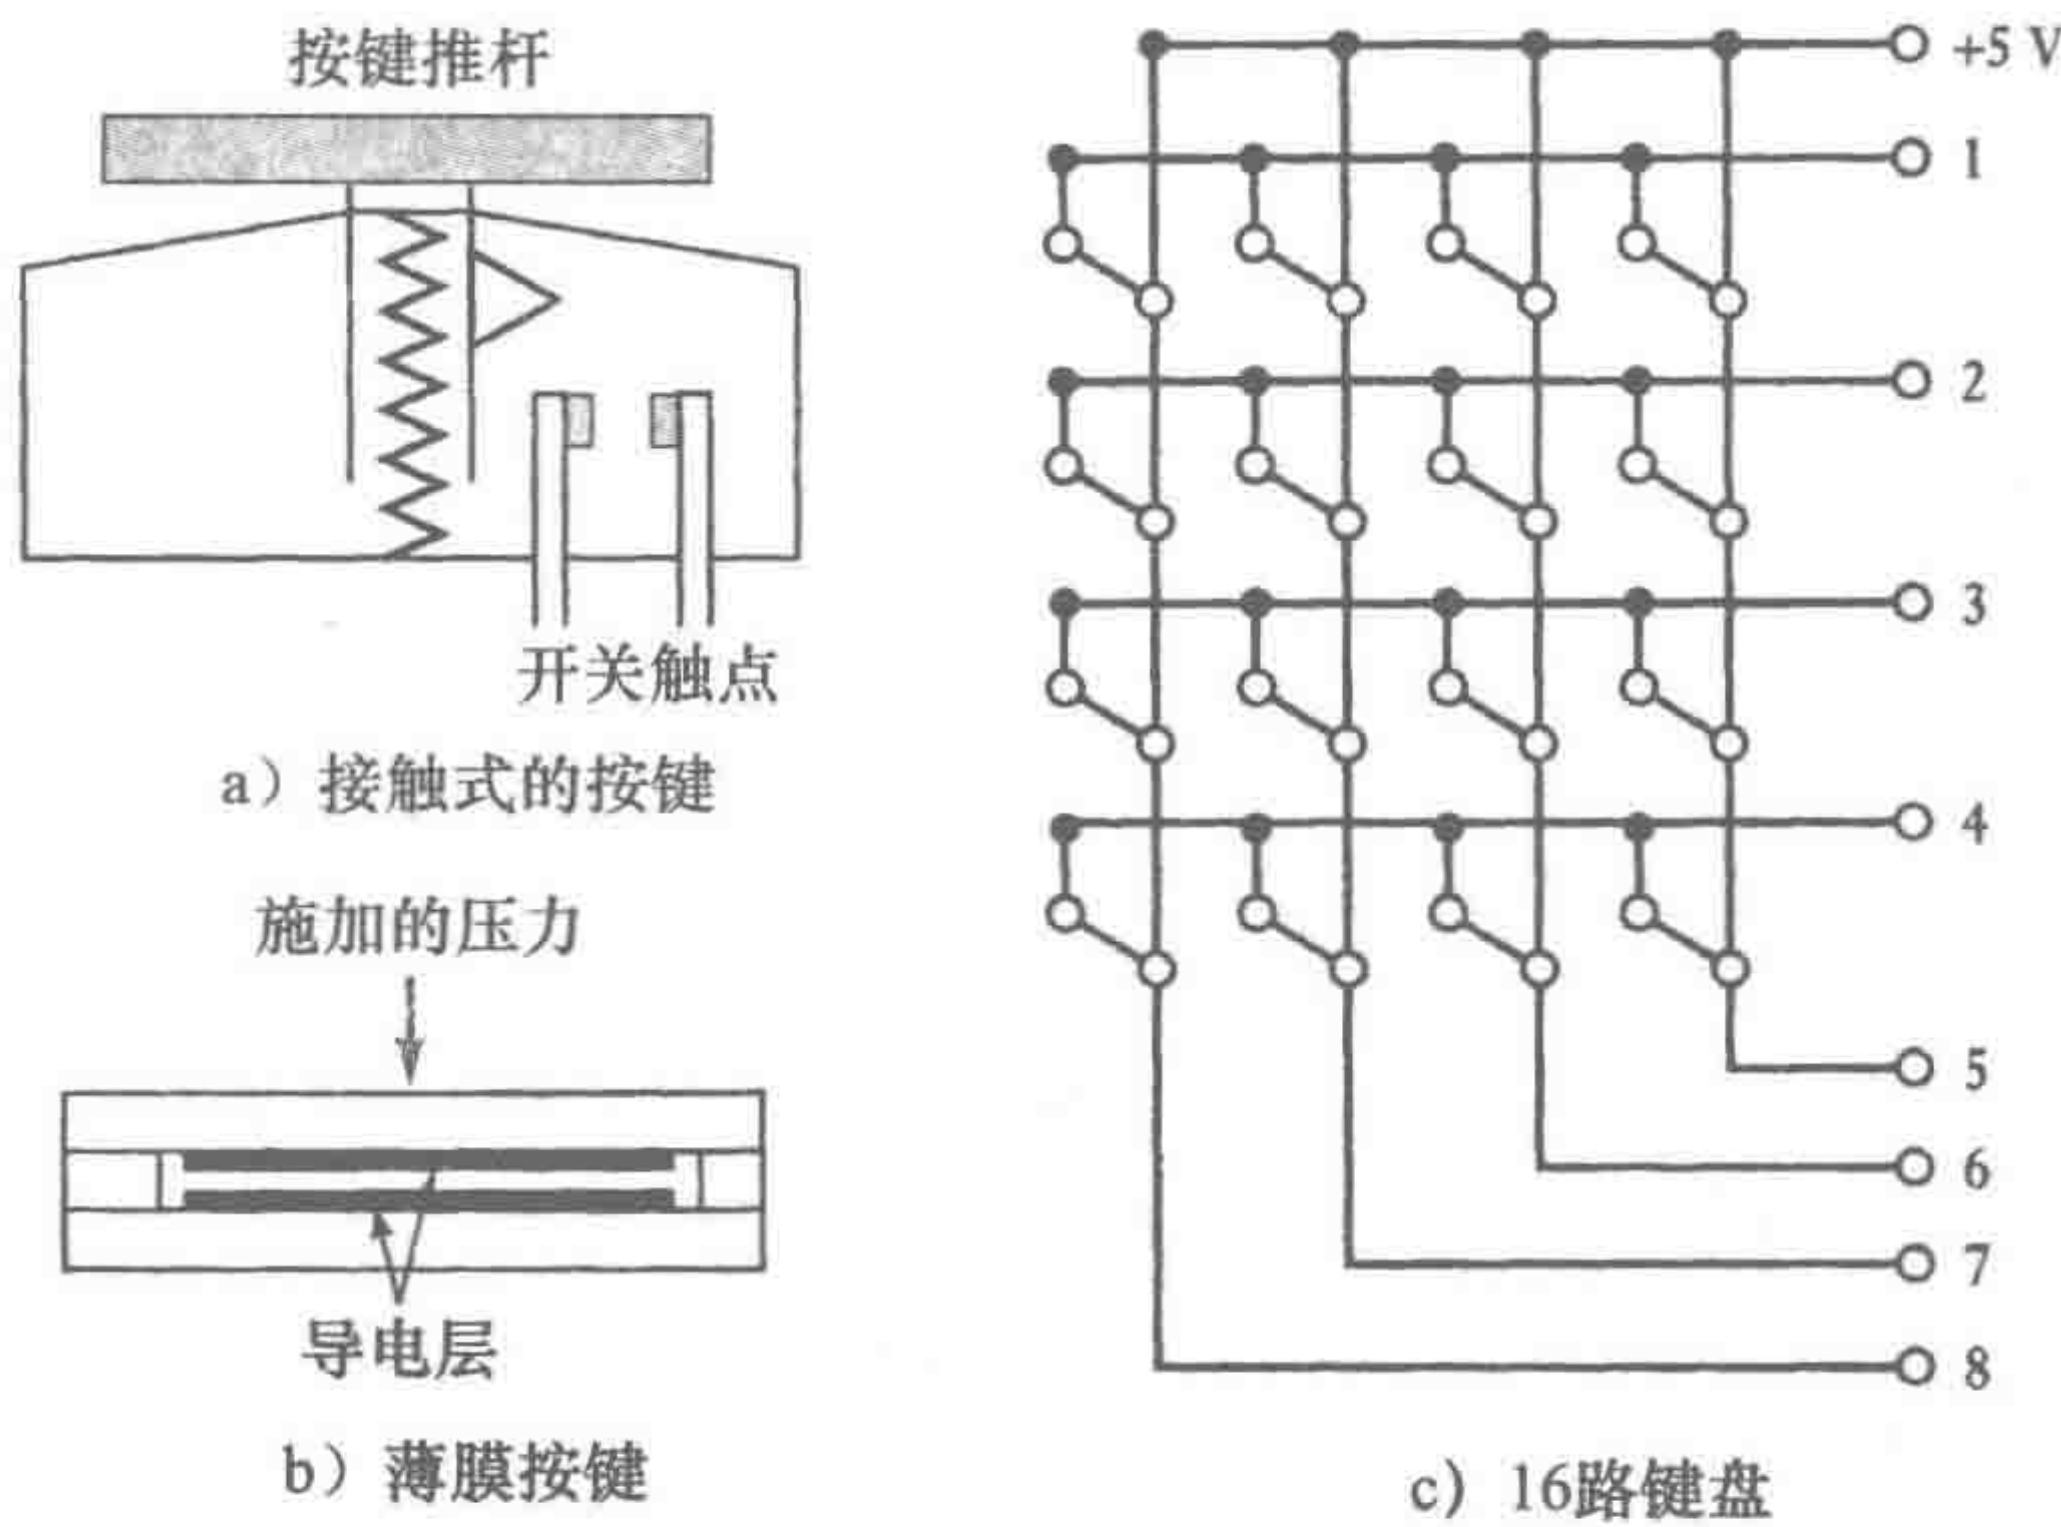 按键推杆
开关触点
a）接触式的按键
施加的压力
导电层
b）薄膜按键
+5 V
1
2
3
4
5
6
7
8
c）16路键盘